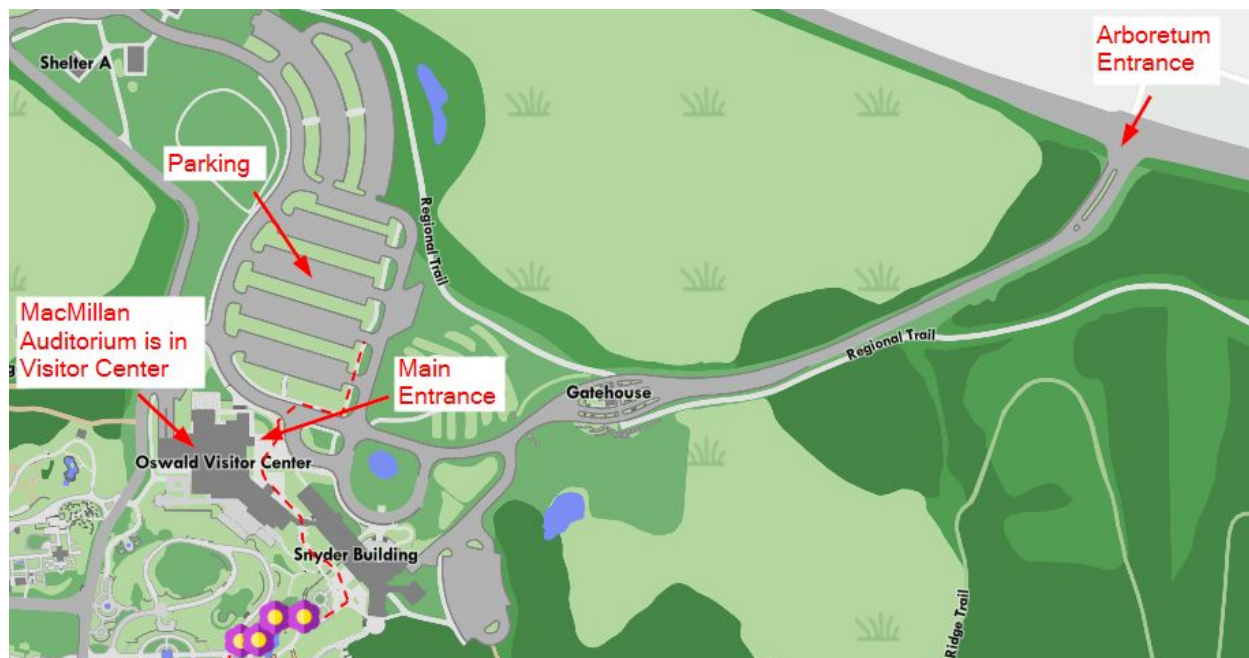 Arboretum
Entrance
Shelter A
Parking
Regional Trail
MacMillan
Auditorium is in
Visitor Center
Main
Entrance
Regional Trail
Gatehouse
Oswald Visitor Center
Snyder Building
Ridge Trail